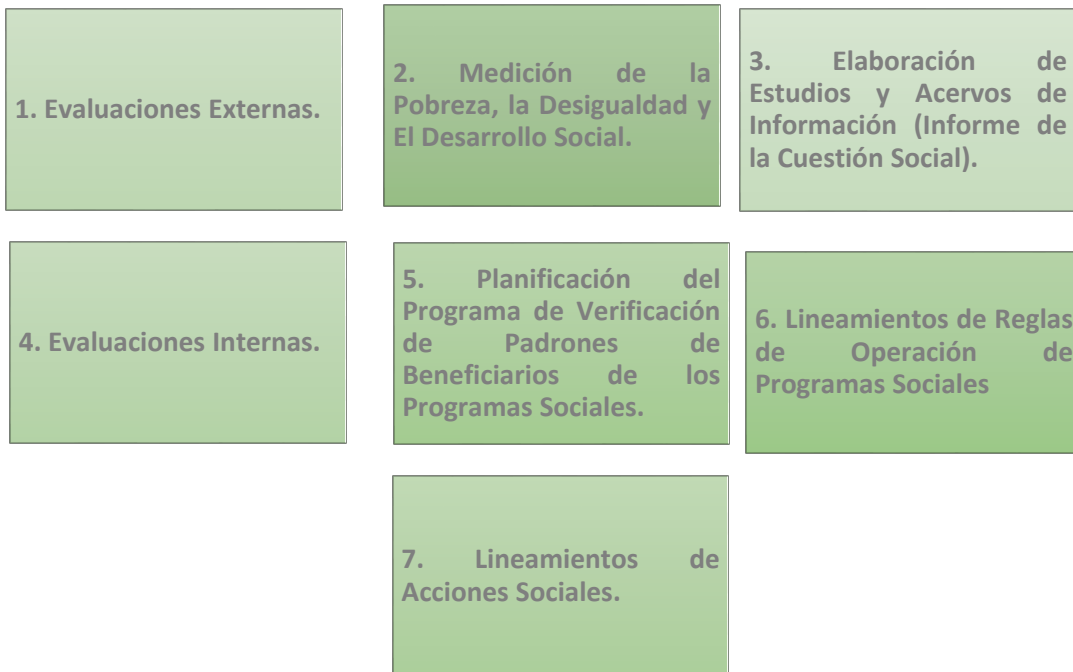 1. Evaluaciones Externas.
2. Medición de la
Pobreza, la Desigualdad y
El Desarrollo Social.
3. Elaboración de
Estudios y Acervos de
Información (Informe de
la Cuestión Social).
4. Evaluaciones Internas.
5. Planificación del
Programa de Verificación
de Padrones de
Beneficiarios de los
Programas Sociales.
6. Lineamientos de Reglas
de Operación de
Programas Sociales
7. Lineamientos de
Acciones Sociales.